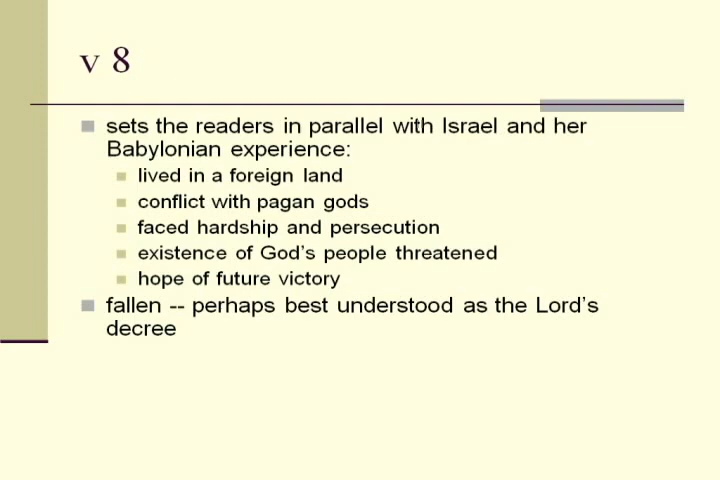 v 8
sets the readers in parallel with Israel and her
Babylonian experience:
lived in a foreign land
conflict with pagan gods
faced hardship and persecution
existence of God's people threatened
hope of future victory
fallen -- perhaps best understood as the Lord's
decree